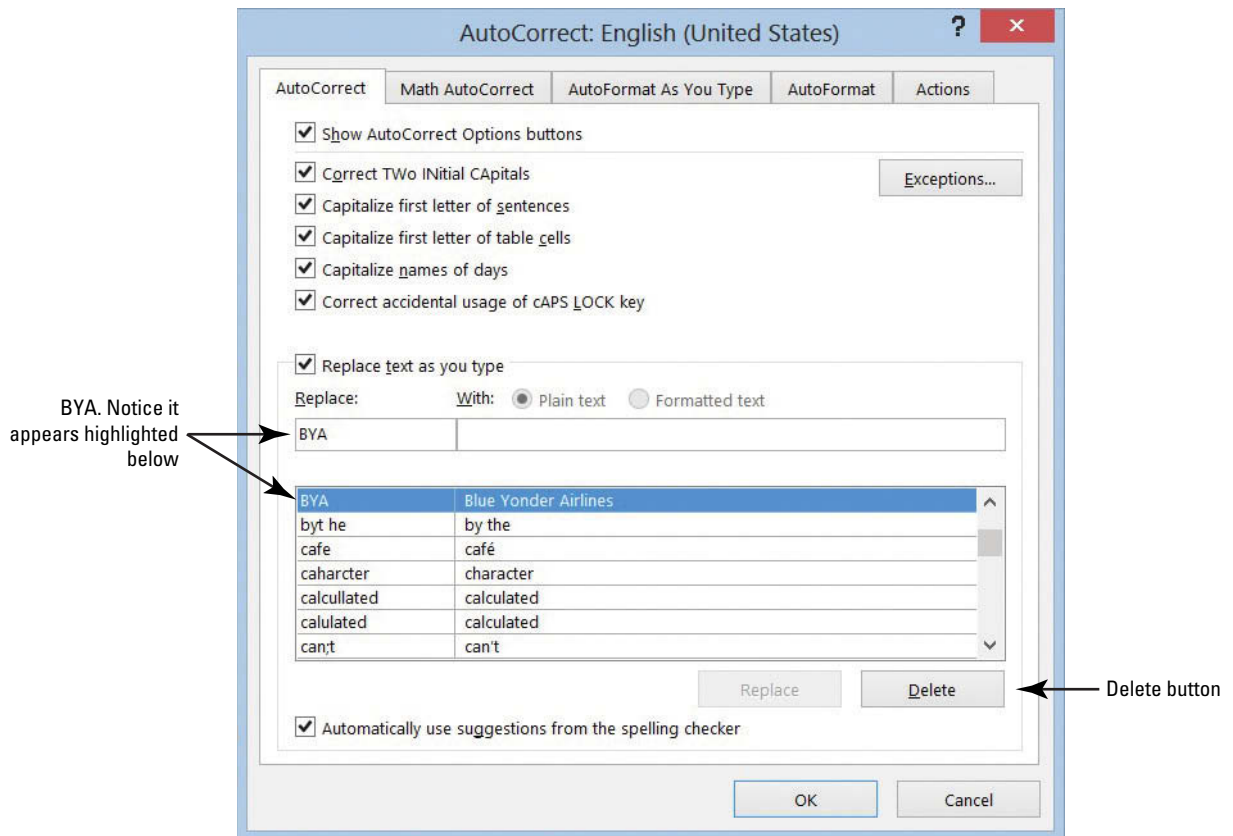 AutoCorrect: English (United States)
?
×
AutoCorrect
Math AutoCorrect
AutoFormat As You Type
AutoFormat
Actions
Show AutoCorrect Options buttons
Correct TWo INitial CApitals
Exceptions...
Capitalize first letter of sentences
Capitalize first letter of table cells
Capitalize names of days
Correct accidental usage of cAPS LOCK key
Replace text as you type
Replace:
With:
Plain text
Formatted text
BYA
BYA. Notice it
appears highlighted
below
BYA Blue Yonder Airlines
byt he by the
cafe café
caharcter character
calcullated calculated
calulated calculated
can;t can't
Replace
Delete
Delete button
Automatically use suggestions from the spelling checker
OK
Cancel